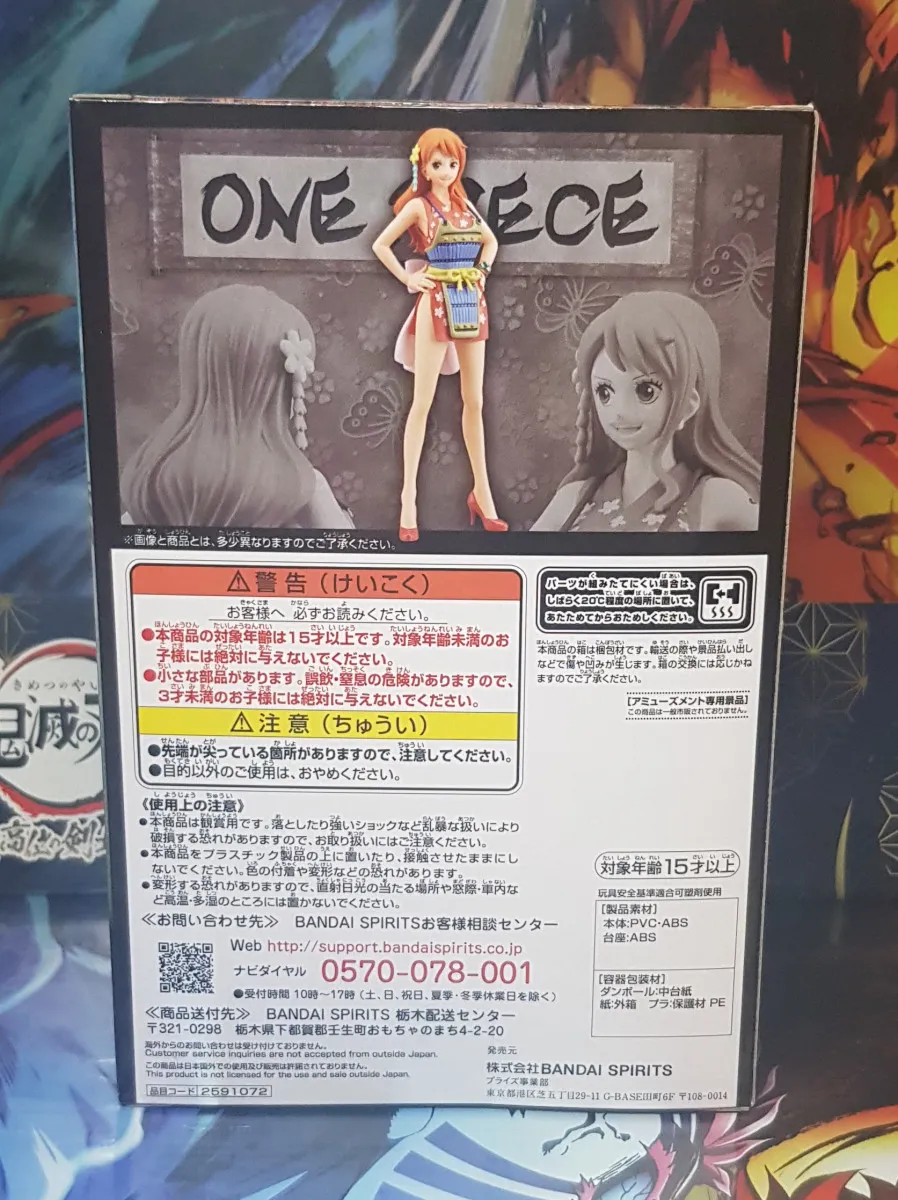 ONE PIECE
※画像と商品とは、多少異なりますのでご了承ください。
⚠警告（けいこく）
お客様へ 必ずお読みください。
●本商品の対象年齢は15才以上です。対象年齢未満のお
子様には絶対に与えないでください。
●小さな部品があります。誤飲・窒息の危険がありますので、
3才未満のお子様には絶対に与えないでください。
⚠注意（ちゅうい）
●先端が尖っている箇所がありますので、注意してください。
●目的以外のご使用は、おやめください。
《使用上の注意》
●本商品は観賞用です。落としたり強いショックなど乱暴な扱いにより
破損する恐れがありますので、お取り扱いにはご注意ください。
●本商品をプラスチック製品の上に置いたり、接触させたままにし
ないでください。色の付着や変形などの恐れがあります。
●変形する恐れがありますので、直射日光の当たる場所や窓際・車内な
ど高温・多湿のところには置かないでください。
≪お問い合わせ先≫ BANDAI SPIRITSお客様相談センター
Web http://support.bandaispirits.co.jp
ナビダイヤル 0570-078-001
●受付時間 10時～17時（土、日、祝日、夏季・冬季休業日を除く）
≪商品送付先≫ BANDAI SPIRITS 栃木配送センター
〒321-0298 栃木県下都賀郡壬生町おもちゃのまち4-2-20
海外からのお問い合わせは受け付けておりません。
Customer service inquiries are not accepted from outside Japan.
この商品は日本国外での使用及び販売は許諾されておりません。
This product is not licensed for the use and sale outside Japan.
品目コード 2591072
パーツが組みたてにくい場合は、
しばらく20℃程度の場所に置いて、
あたためてからおためしください。
本商品の箱は梱包材です。輸送の際や景品払い出し
などで傷や凹みが生じます。箱の交換には応じかね
ますのでご了承ください。
［アミューズメント専用景品］
この商品は一般市販されておりません。
対象年齢15才以上
玩具安全基準適合可塑剤使用
［製品素材］
本体:PVC・ABS
台座:ABS
［容器包装材］
ダンボール:中台紙
紙:外箱 プラ:保護材 PE
発売元
株式会社BANDAI SPIRITS
プライズ事業部
東京都港区芝五丁目29-11 G-BASE田町6F 〒108-0014
きめつのやい
鬼滅の